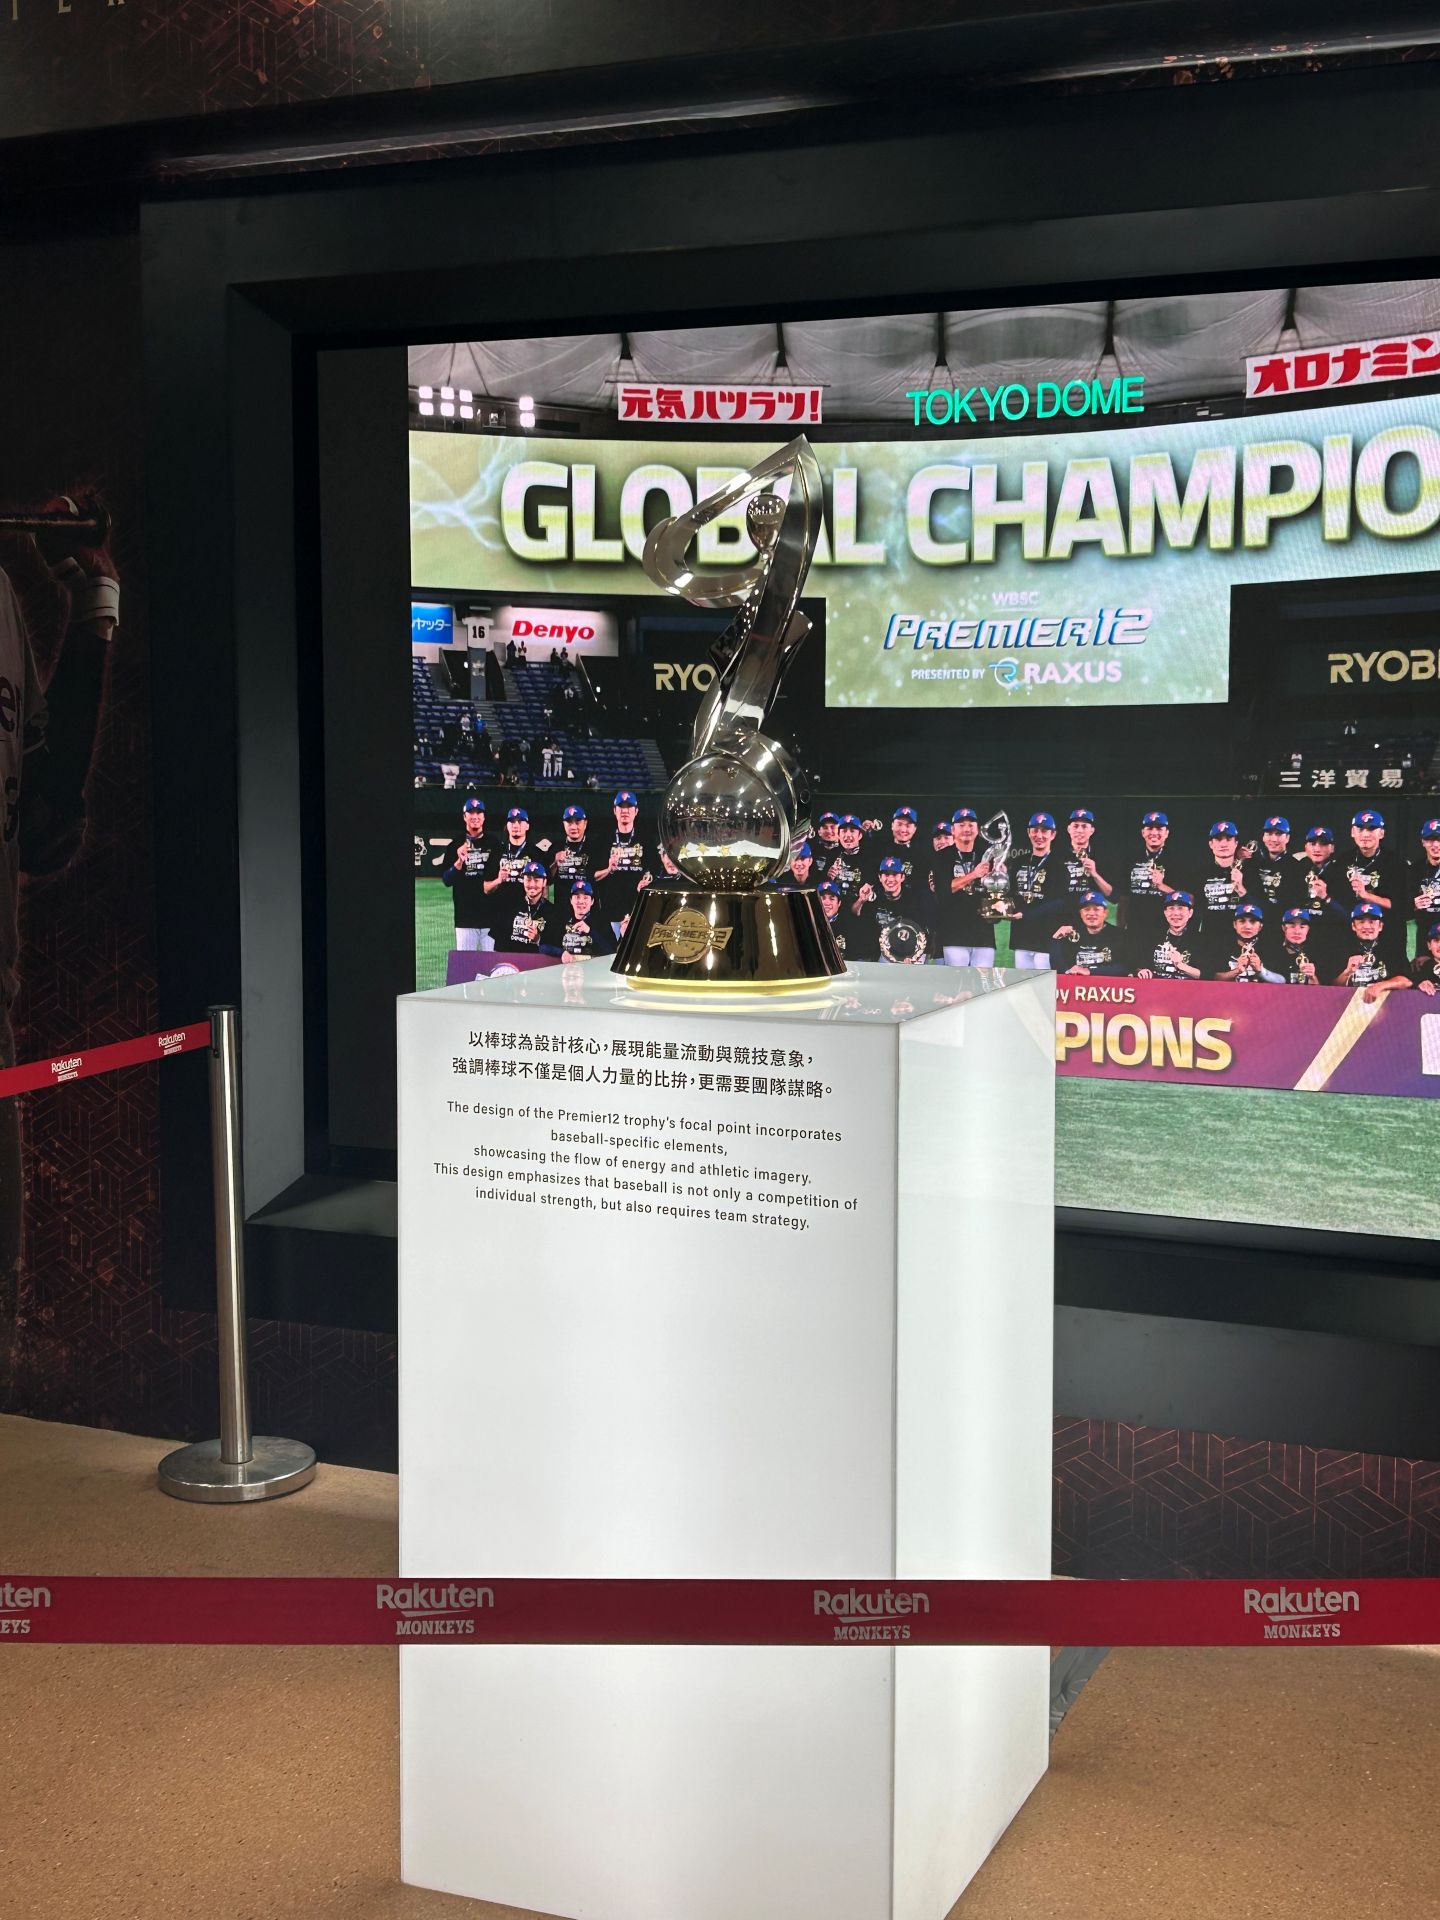 元気ハツラツ!
TOKYO DOME
オロナミン
GLOBAL CHAMPIO
WBSC
PREMIER12
PRESENTED BY RAXUS
16
Denyo
RYO
RYOBI
三洋貿易
PREMIER12
by RAXUS
PIONS
以棒球為設計核心,展現能量流動與競技意象,
強調棒球不僅是個人力量的比拚,更需要團隊謀略。
The design of the Premier12 trophy's focal point incorporates
baseball-specific elements,
showcasing the flow of energy and athletic imagery.
This design emphasizes that baseball is not only a competition of
individual strength, but also requires team strategy.
Rakuten MONKEYS
Rakuten MONKEYS
Rakuten MONKEYS
Rakuten MONKEYS
Rakuten MONKEYS